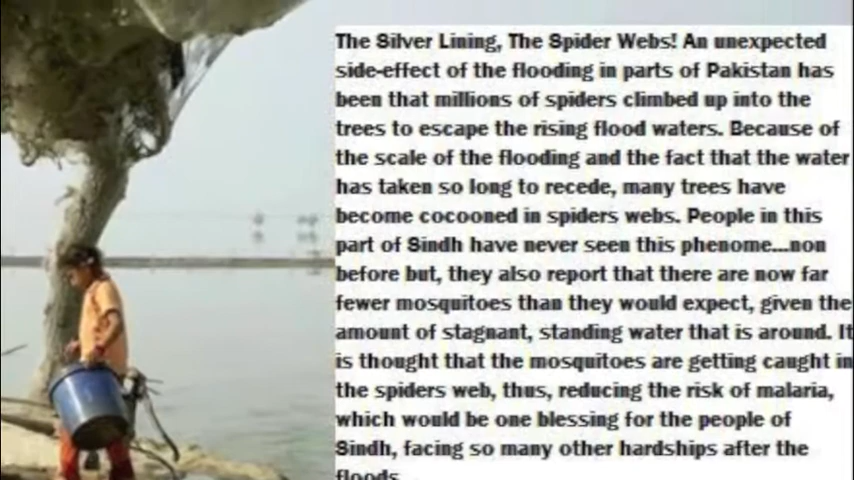 The Silver Lining, The Spider Webs! An unexpected
side-effect of the flooding in parts of Pakistan has
been that millions of spiders climbed up into the
trees to escape the rising flood waters. Because of
the scale of the flooding and the fact that the water
has taken so long to recede, many trees have
become cocooned in spiders webs. People in this
part of Sindh have never seen this phenome...non
before but, they also report that there are now far
fewer mosquitoes than they would expect, given the
amount of stagnant, standing water that is around. It
is thought that the mosquitoes are getting caught in
the spiders web, thus, reducing the risk of malaria,
which would be one blessing for the people of
Sindh, facing so many other hardships after the
floods...